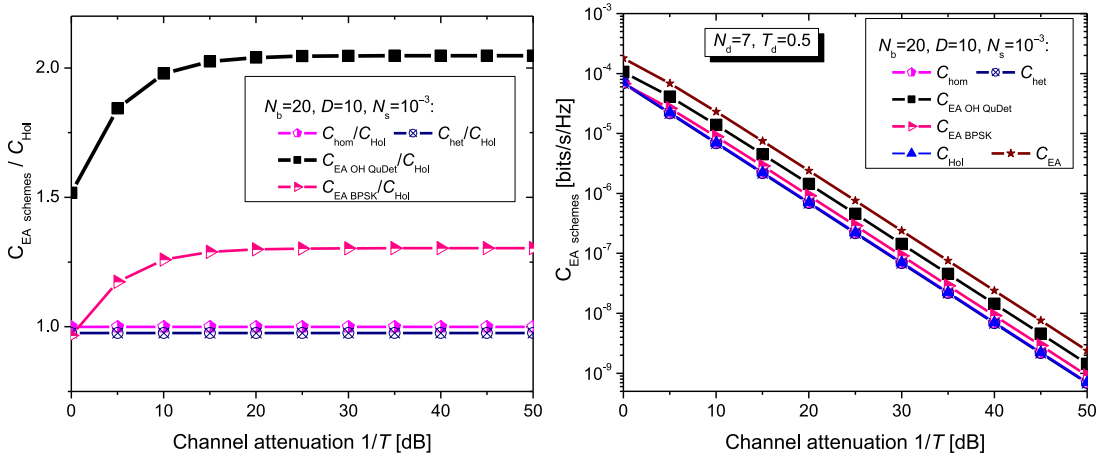 C_EA schemes / C_Hol
2.0
1.5
1.0
N_b=20, D=10, N_s=10⁻³:
C_hom/C_Hol C_het/C_Hol
C_EA OH QuDet/C_Hol
C_EA BPSK/C_Hol
0 10 20 30 40 50
Channel attenuation 1/T [dB]
C_EA schemes [bits/s/Hz]
10⁻³
10⁻⁴
10⁻⁵
10⁻⁶
10⁻⁷
10⁻⁸
10⁻⁹
N_d=7, T_d=0.5
N_b=20, D=10, N_s=10⁻³:
C_hom C_het
C_EA OH QuDet
C_EA BPSK
C_Hol C_EA
0 10 20 30 40 50
Channel attenuation 1/T [dB]